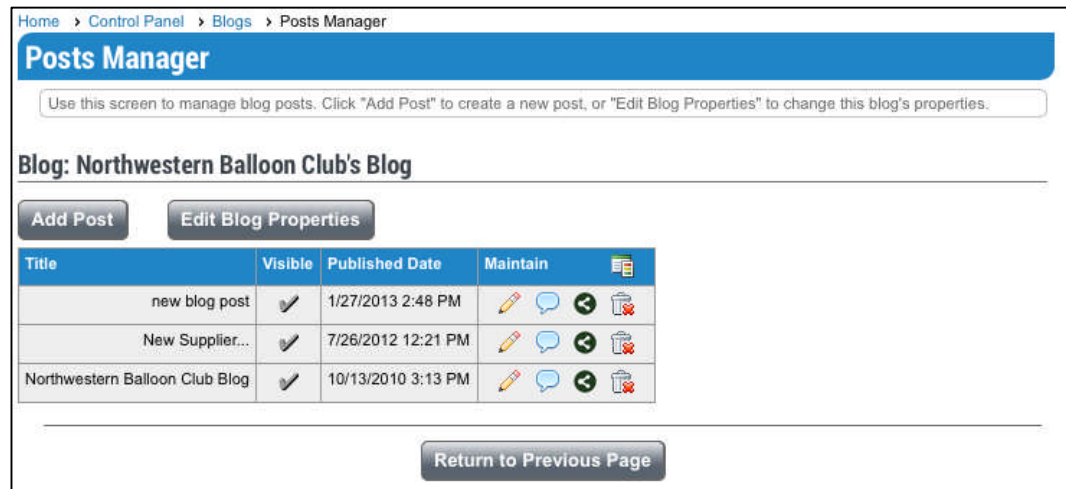 Home > Control Panel > Blogs > Posts Manager
Posts Manager
Use this screen to manage blog posts. Click "Add Post" to create a new post, or "Edit Blog Properties" to change this blog's properties.
Blog: Northwestern Balloon Club's Blog
Add Post Edit Blog Properties
Title Visible Published Date Maintain
new blog post 1/27/2013 2:48 PM
New Supplier... 7/26/2012 12:21 PM
Northwestern Balloon Club Blog 10/13/2010 3:13 PM
Return to Previous Page